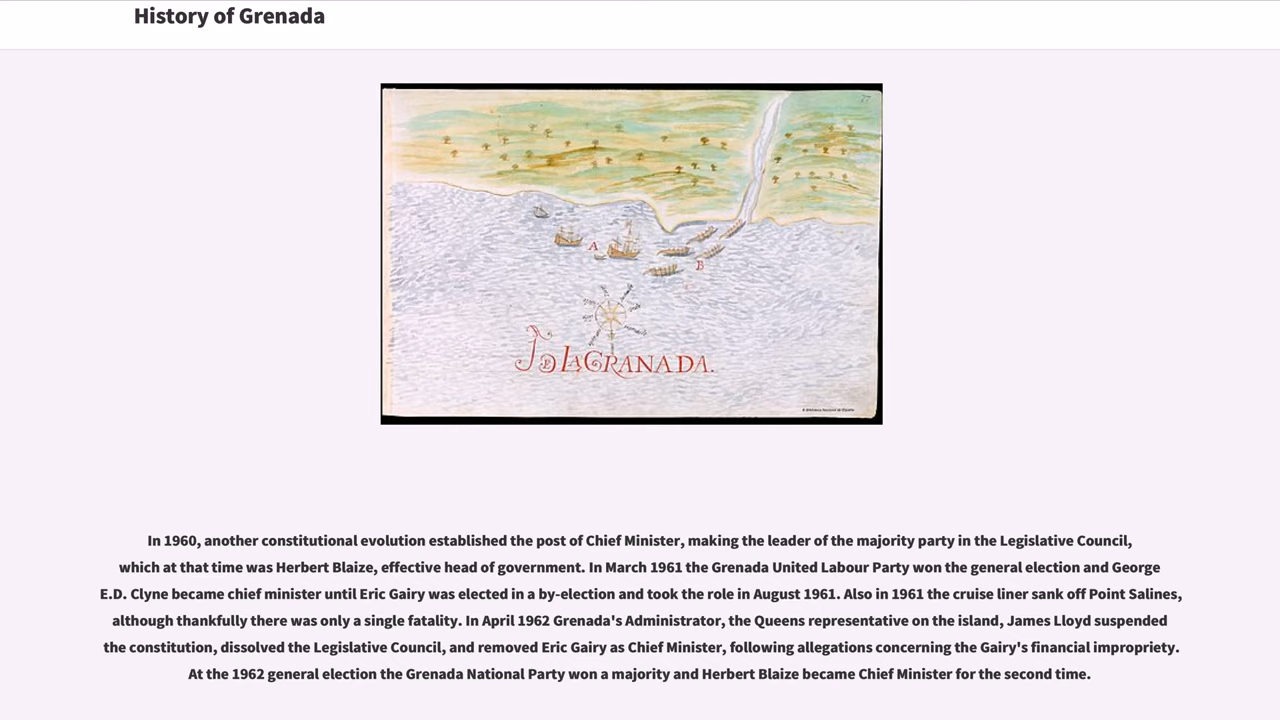 History of Grenada
77
A
B
I DE LA GRANADA.
© Biblioteca Nacional de España
In 1960, another constitutional evolution established the post of Chief Minister, making the leader of the majority party in the Legislative Council,
which at that time was Herbert Blaize, effective head of government. In March 1961 the Grenada United Labour Party won the general election and George
E.D. Clyne became chief minister until Eric Gairy was elected in a by-election and took the role in August 1961. Also in 1961 the cruise liner sank off Point Salines,
although thankfully there was only a single fatality. In April 1962 Grenada's Administrator, the Queens representative on the island, James Lloyd suspended
the constitution, dissolved the Legislative Council, and removed Eric Gairy as Chief Minister, following allegations concerning the Gairy's financial impropriety.
At the 1962 general election the Grenada National Party won a majority and Herbert Blaize became Chief Minister for the second time.